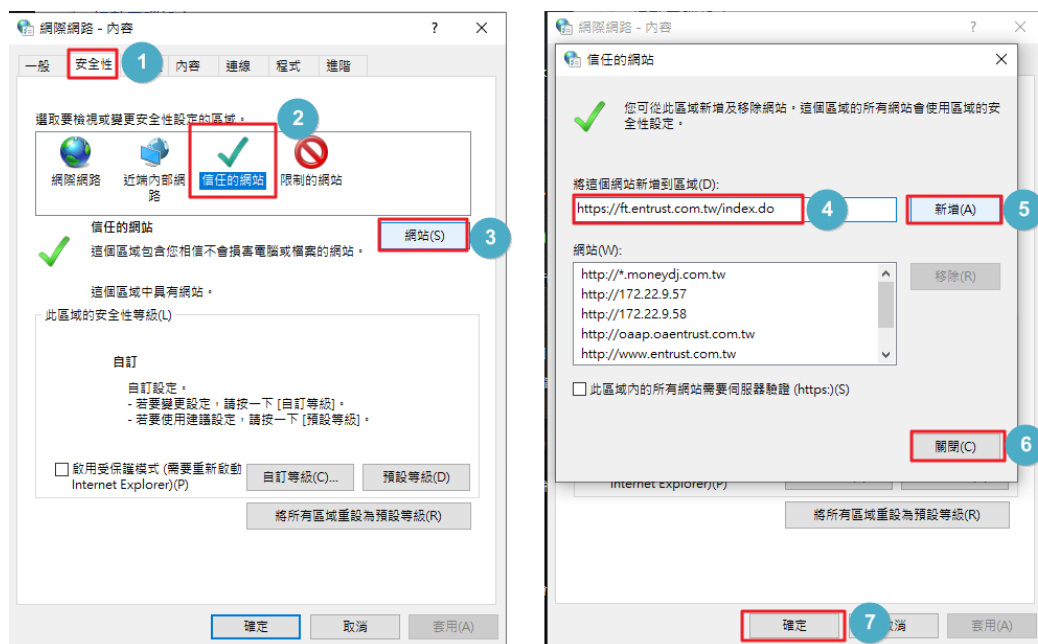 網際網路 - 內容
?
×
一般
安全性
內容
連線
程式
進階
1
選取要檢視或變更安全性設定的區域。
2
網際網路
近端內部網
路
信任的網站
限制的網站
信任的網站
這個區域包含您相信不會損害電腦或檔案的網站。
網站(S)
3
這個區域中具有網站。
此區域的安全性等級(L)
自訂
自訂設定。
- 若要變更設定，請按一下 [自訂等級]。
- 若要使用建議設定，請按一下 [預設等級]。
啟用受保護模式 (需要重新啟動
Internet Explorer)(P)
自訂等級(C)...
預設等級(D)
將所有區域重設為預設等級(R)
確定
取消
套用(A)
網際網路 - 內容
?
×
信任的網站
×
您可從此區域新增及移除網站。這個區域的所有網站會使用區域的安
全性設定。
將這個網站新增到區域(D):
https://ft.entrust.com.tw/index.do
4
新增(A)
5
網站(W):
http://*.moneydj.com.tw
http://172.22.9.57
http://172.22.9.58
http://oaap.oaentrust.com.tw
http://www.entrust.com.tw
移除(R)
此區域內的所有網站需要伺服器驗證 (https:)(S)
關閉(C)
6
Internet Explorer)(P)
將所有區域重設為預設等級(R)
確定
7
消
套用(A)